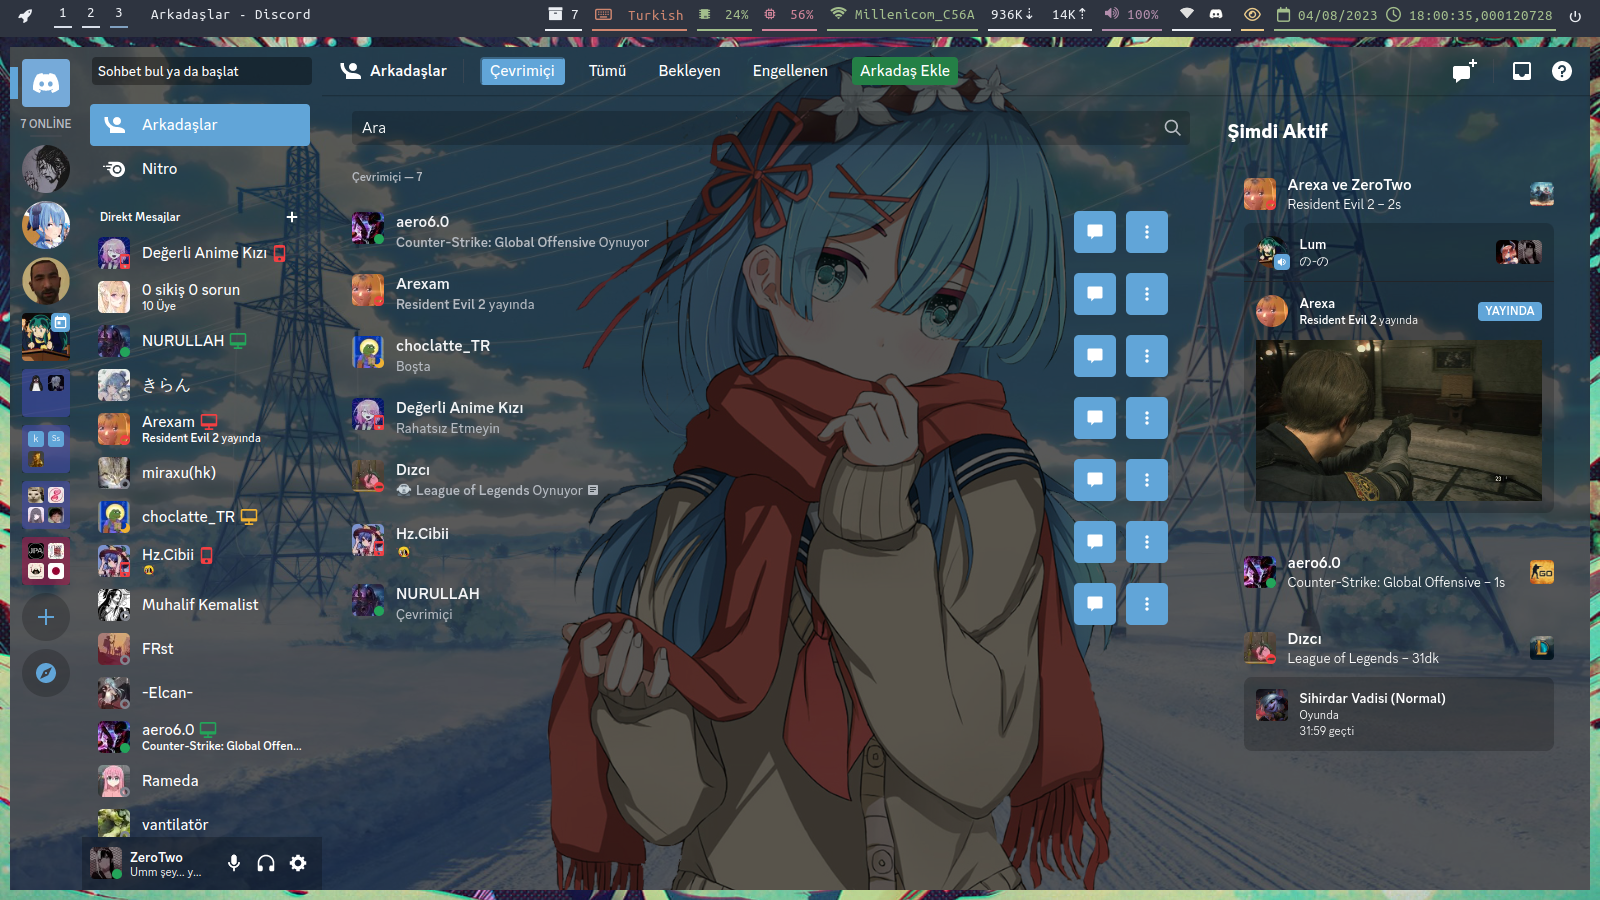 1 2 3 Arkadaşlar - Discord 7 Turkish 24% 56% Millenicom_C56A 936K↓ 14K↑ 100% 04/08/2023 18:00:35,000120728
7 ONLİNE
Sohbet bul ya da başlat
Arkadaşlar
Nitro
Direkt Mesajlar +
Değerli Anime Kızı
0 sikiş 0 sorun
10 Üye
NURULLAH
きらん
Arexam
Resident Evil 2 yayında
miraxu(hk)
choclatte_TR
Hz.Cibii
Muhalif Kemalist
FRst
-Elcan-
aero6.0
Counter-Strike: Global Offen...
Rameda
vantilatör
ZeroTwo
Umm şey... y...
Arkadaşlar Çevrimiçi Tümü Bekleyen Engellenen Arkadaş Ekle
Ara
Çevrimiçi — 7
aero6.0
Counter-Strike: Global Offensive Oynuyor
Arexam
Resident Evil 2 yayında
choclatte_TR
Boşta
Değerli Anime Kızı
Rahatsız Etmeyin
Dızcı
League of Legends Oynuyor
Hz.Cibii
NURULLAH
Çevrimiçi
Şimdi Aktif
Arexa ve ZeroTwo
Resident Evil 2 – 2s
Lum
の-の
Arexa
Resident Evil 2 yayında
YAYINDA
aero6.0
Counter-Strike: Global Offensive – 1s
GO
Dızcı
League of Legends – 31dk
Sihirdar Vadisi (Normal)
Oyunda
31:59 geçti